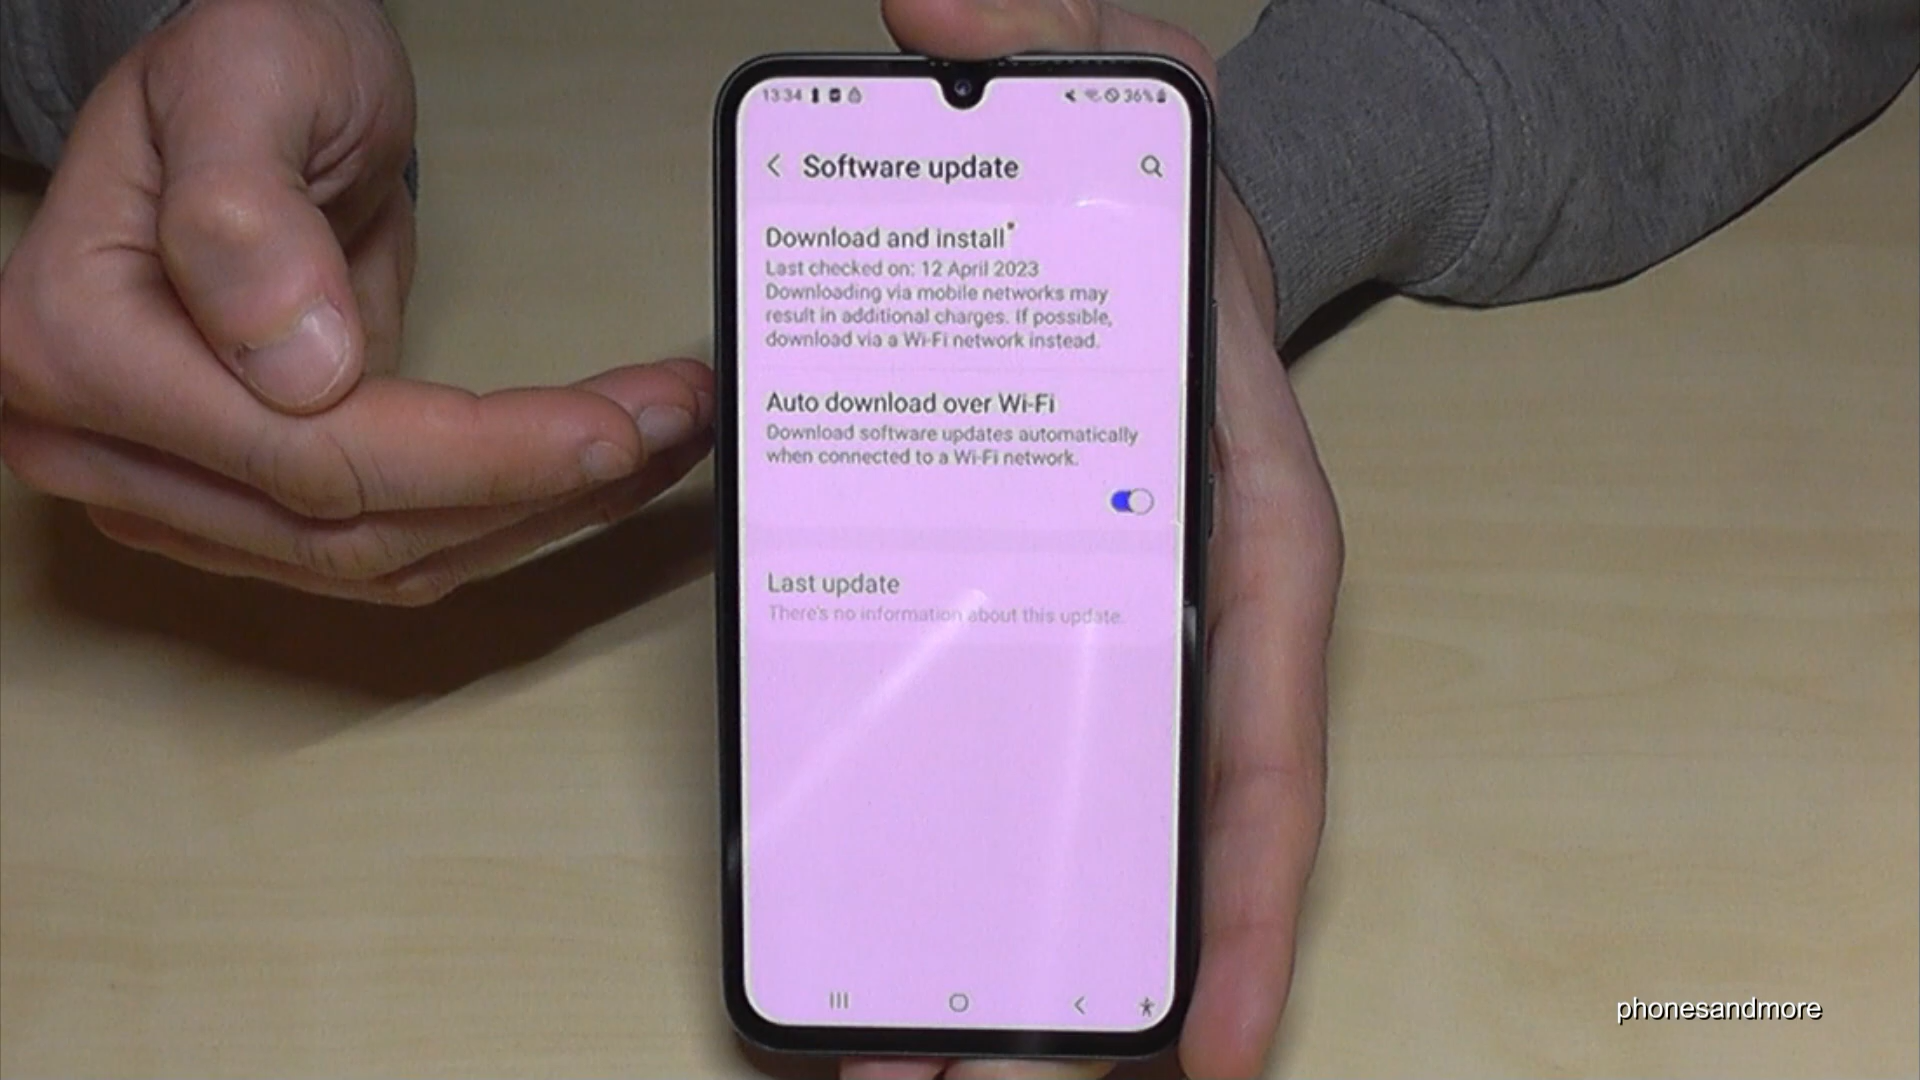 13:34
36%
Software update
Download and install
Last checked on: 12 April 2023
Downloading via mobile networks may
result in additional charges. If possible,
download via a Wi-Fi network instead.
Auto download over Wi-Fi
Download software updates automatically
when connected to a Wi-Fi network.
Last update
There's no information about this update.
phonesandmore